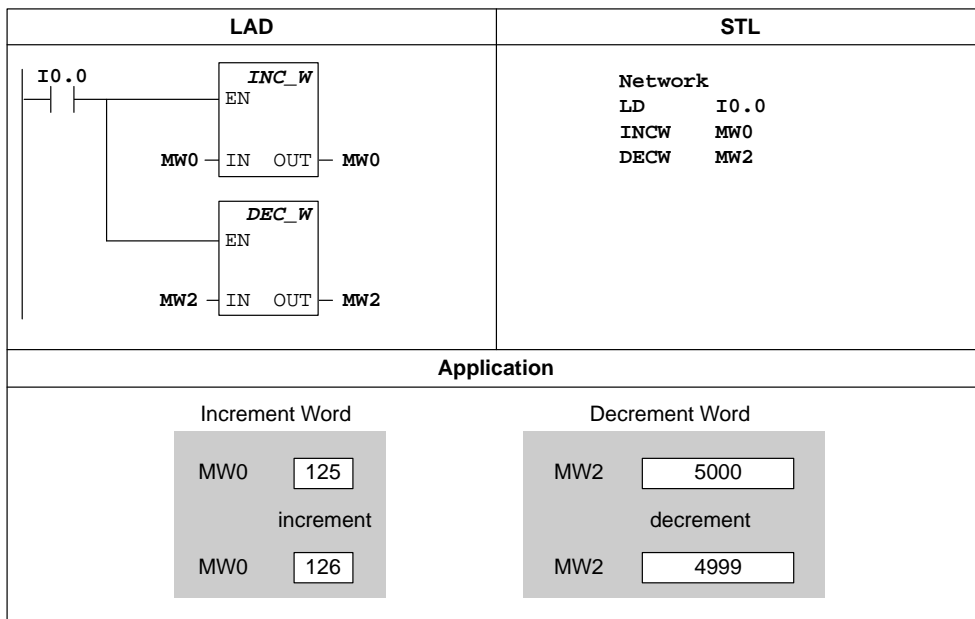 LAD
STL
I0.0
INC_W
EN
MW0 IN OUT MW0
DEC_W
EN
MW2 IN OUT MW2
Network
LD I0.0
INCW MW0
DECW MW2
Application
Increment Word
MW0 125
increment
MW0 126
Decrement Word
MW2 5000
decrement
MW2 4999